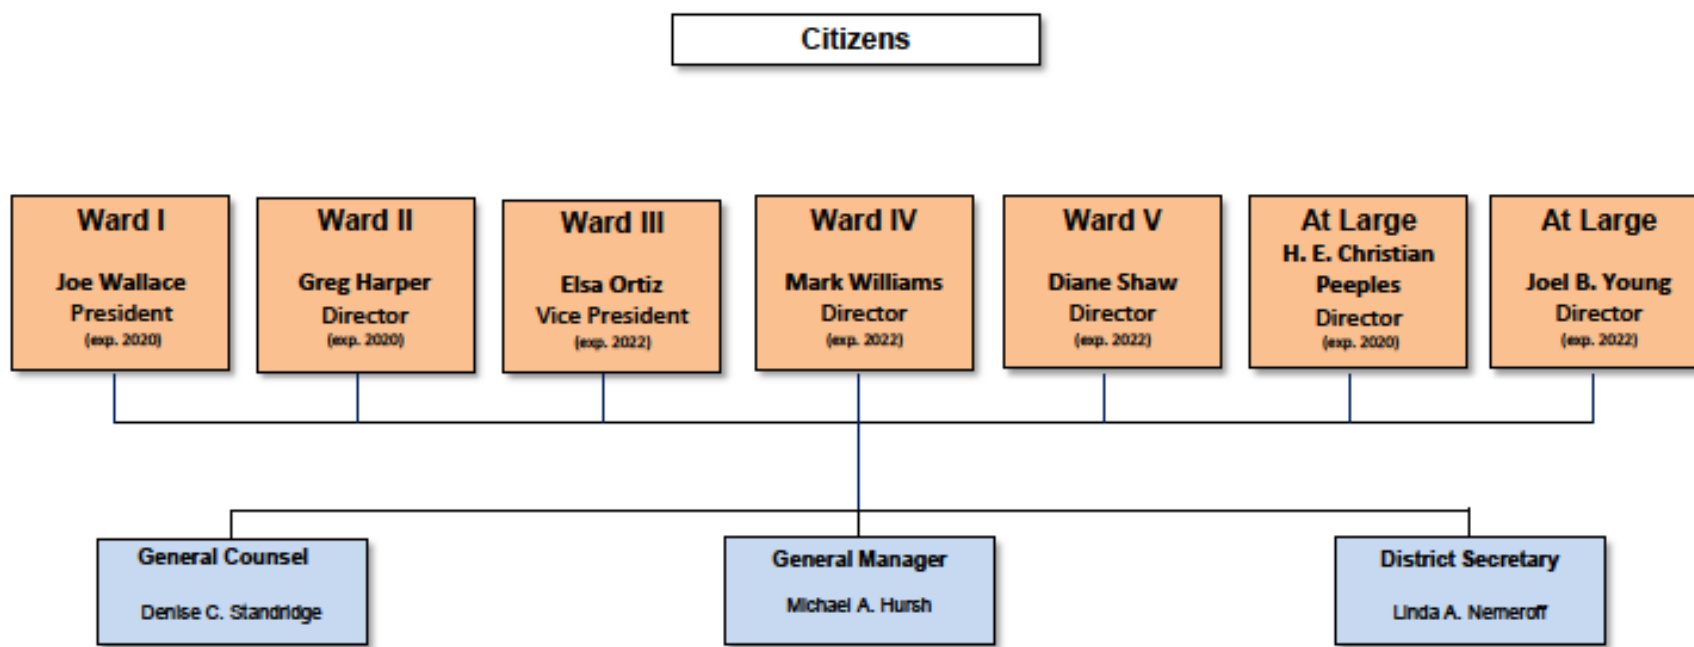 Citizens
Ward I
Joe Wallace
President
(exp. 2020)
Ward II
Greg Harper
Director
(exp. 2020)
Ward III
Elsa Ortiz
Vice President
(exp. 2022)
Ward IV
Mark Williams
Director
(exp. 2022)
Ward V
Diane Shaw
Director
(exp. 2022)
At Large
H. E. Christian
Peeples
Director
(exp. 2020)
At Large
Joel B. Young
Director
(exp. 2022)
General Counsel
Denise C. Standridge
General Manager
Michael A. Hursh
District Secretary
Linda A. Nemeroff